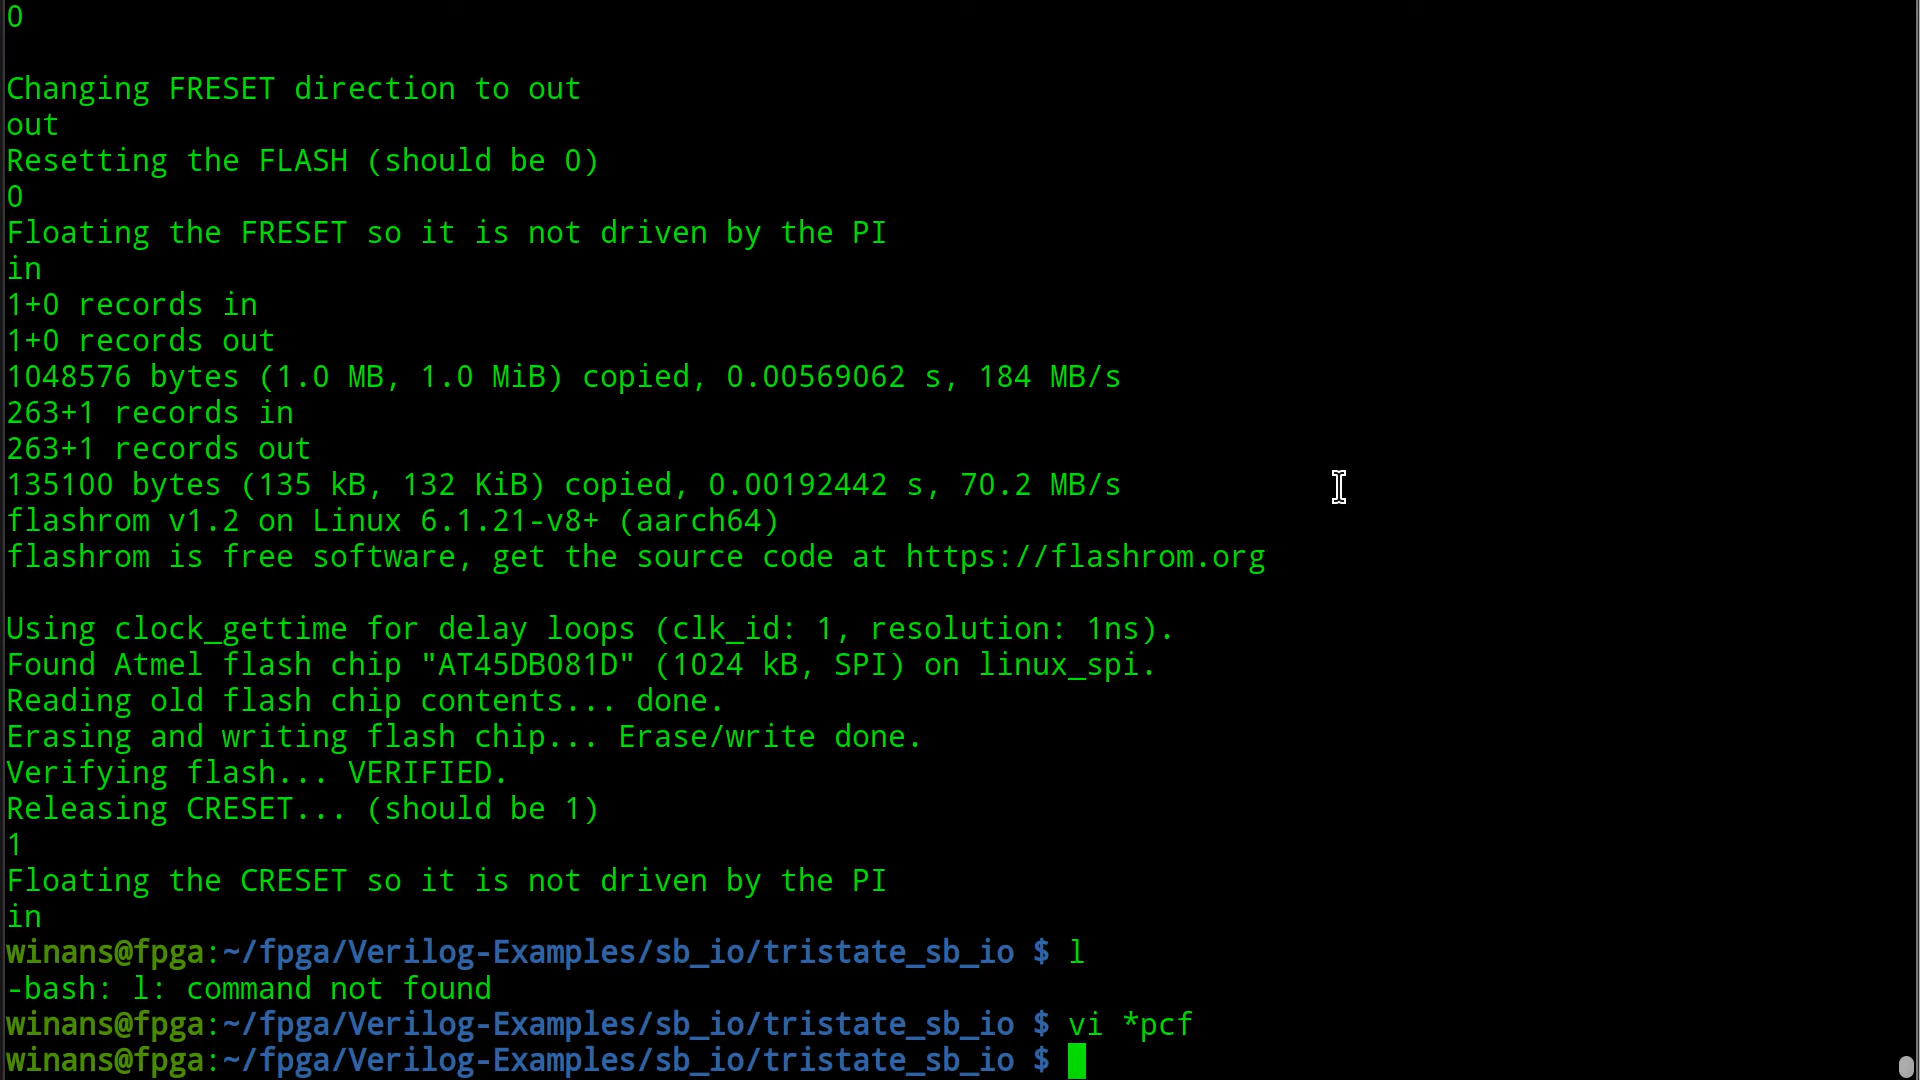 0
Changing FRESET direction to out
out
Resetting the FLASH (should be 0)
0
Floating the FRESET so it is not driven by the PI
in
1+0 records in
1+0 records out
1048576 bytes (1.0 MB, 1.0 MiB) copied, 0.00569062 s, 184 MB/s
263+1 records in
263+1 records out
135100 bytes (135 kB, 132 KiB) copied, 0.00192442 s, 70.2 MB/s
flashrom v1.2 on Linux 6.1.21-v8+ (aarch64)
flashrom is free software, get the source code at https://flashrom.org
Using clock_gettime for delay loops (clk_id: 1, resolution: 1ns).
Found Atmel flash chip "AT45DB081D" (1024 kB, SPI) on linux_spi.
Reading old flash chip contents... done.
Erasing and writing flash chip... Erase/write done.
Verifying flash... VERIFIED.
Releasing CRESET... (should be 1)
1
Floating the CRESET so it is not driven by the PI
in
winans@fpga:~/fpga/Verilog-Examples/sb_io/tristate_sb_io $ l
-bash: l: command not found
winans@fpga:~/fpga/Verilog-Examples/sb_io/tristate_sb_io $ vi *pcf
winans@fpga:~/fpga/Verilog-Examples/sb_io/tristate_sb_io $